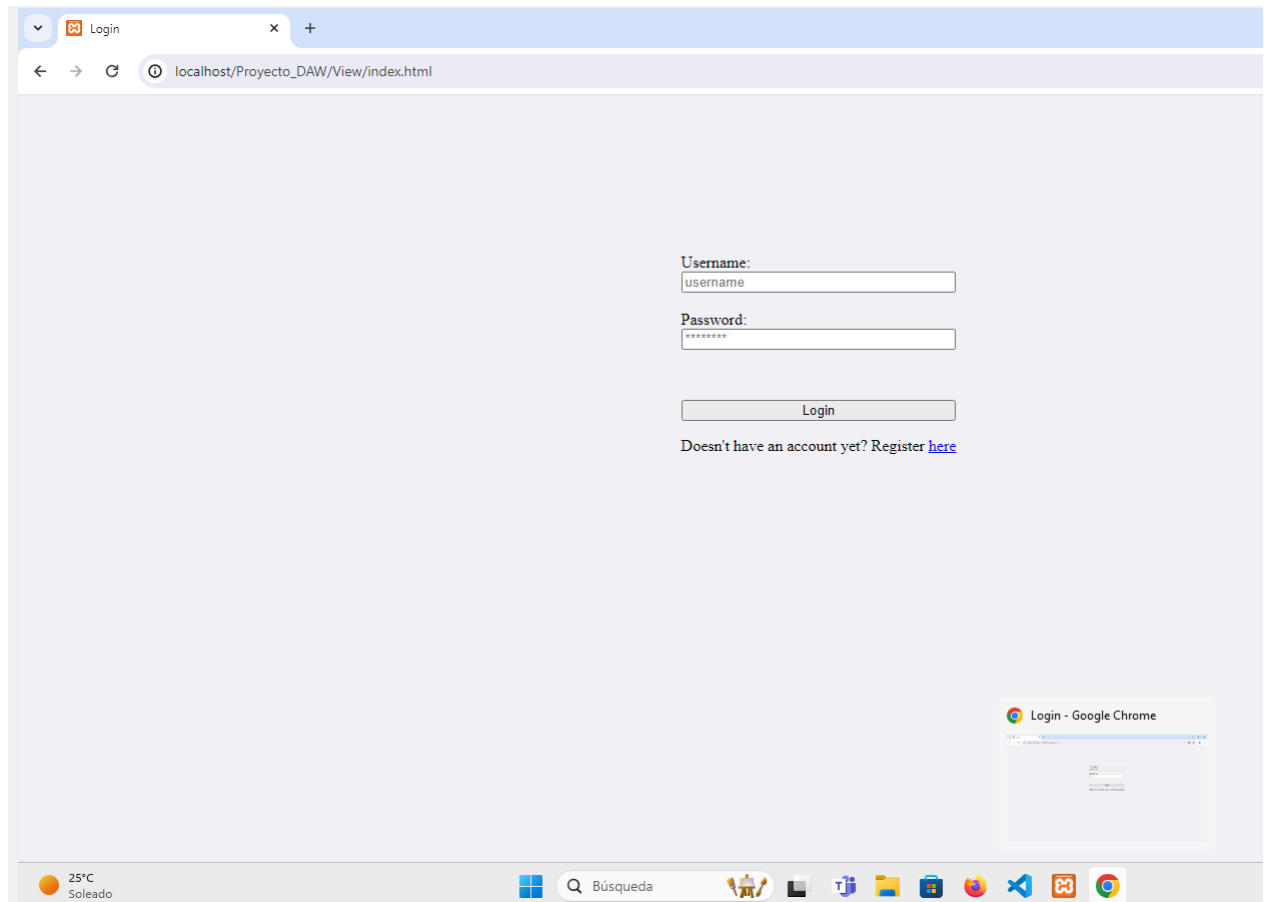 Login
localhost/Proyecto_DAW/View/index.html
Username:
username
Password:
********
Login
Doesn't have an account yet? Register here
Login - Google Chrome
25°C
Soleado
Búsqueda